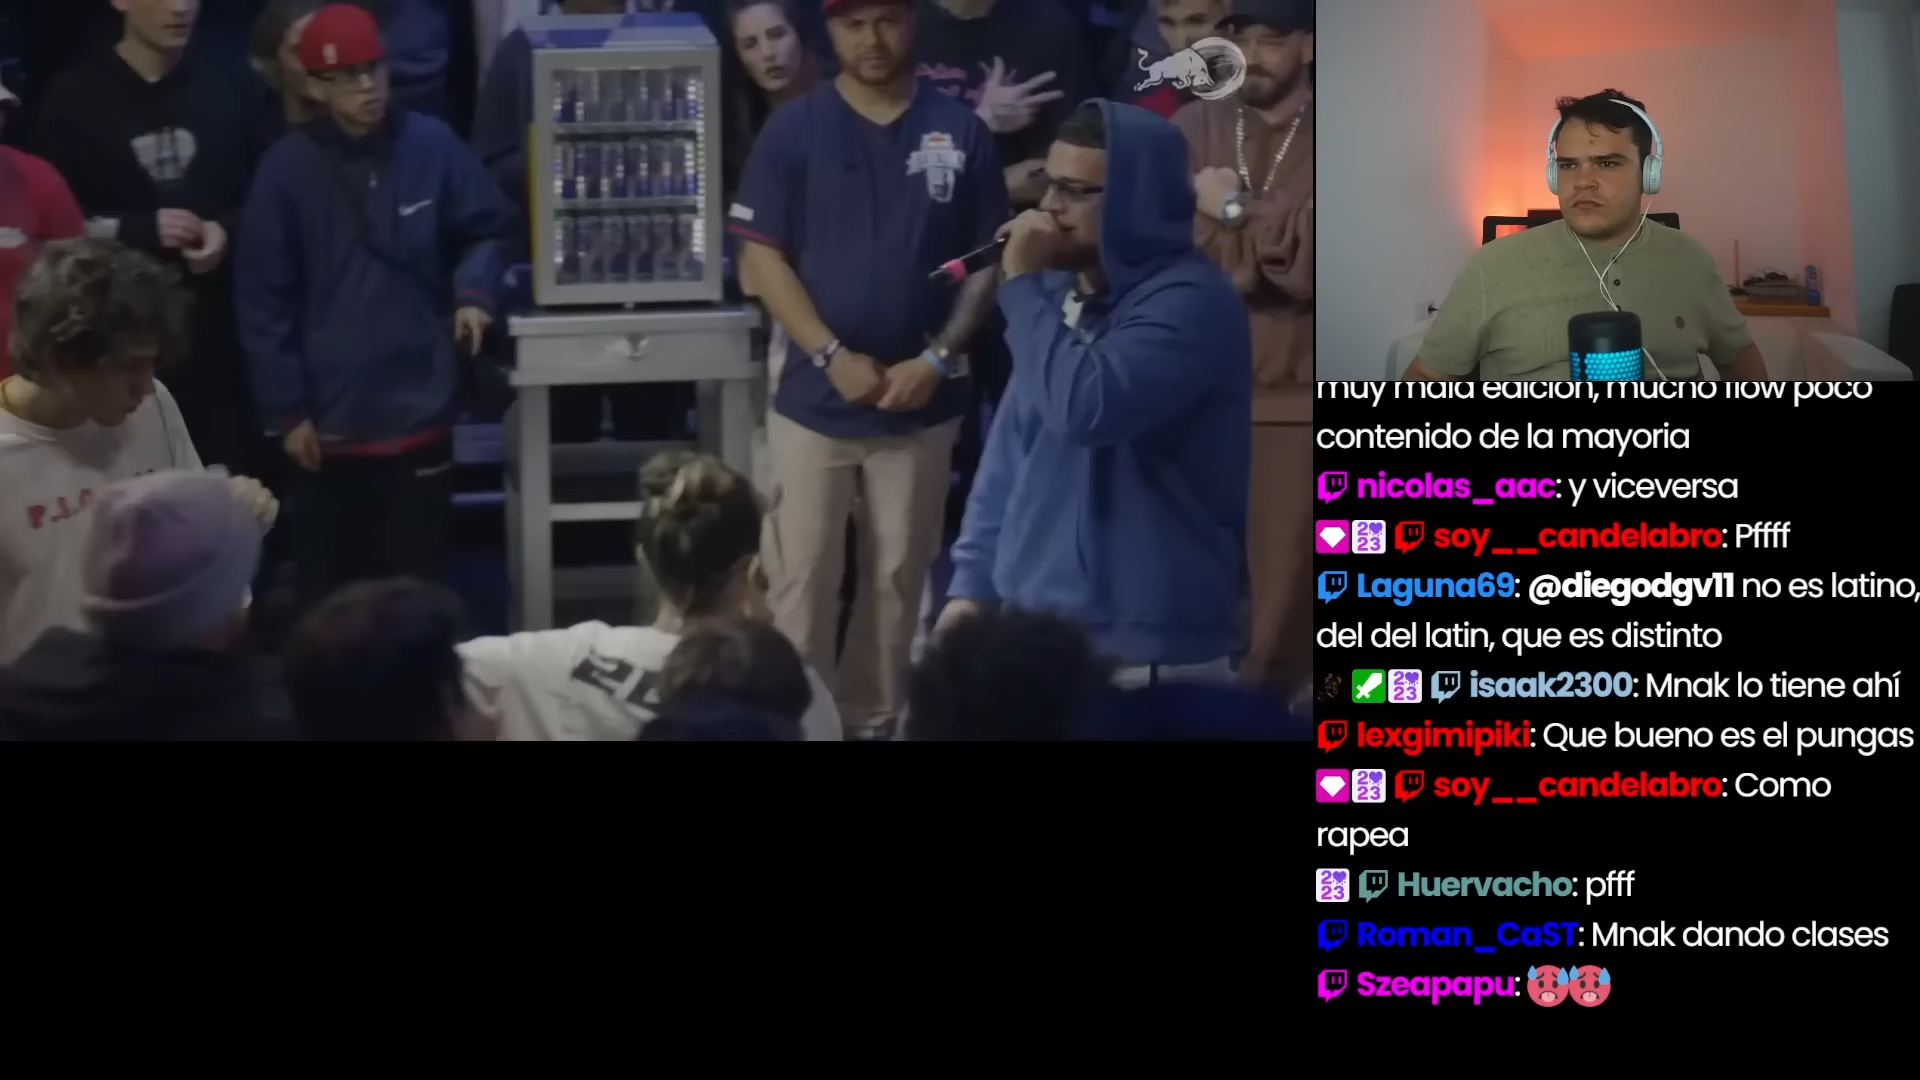 muy mala edicion, mucho flow poco
contenido de la mayoria
nicolas_aac: y viceversa
soy__candelabro: Pffff
Laguna69: @diegodgv11 no es latino,
del del latin, que es distinto
isaak2300: Mnak lo tiene ahí
lexgimipiki: Que bueno es el pungas
soy__candelabro: Como
rapea
Huervacho: pfff
Roman_CaST: Mnak dando clases
Szeapapu: